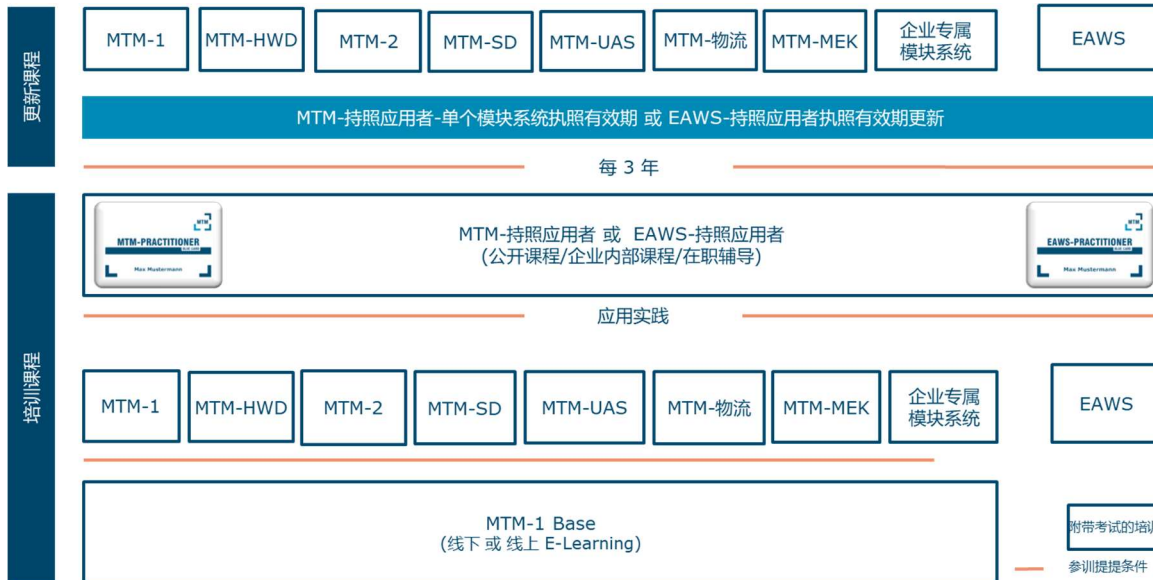 更新课程
MTM-1
MTM-HWD
MTM-2
MTM-SD
MTM-UAS
MTM-物流
MTM-MEK
企业专属
模块系统
EAWS
MTM-持照应用者-单个模块系统执照有效期 或 EAWS-持照应用者执照有效期更新
每 3 年
培训课程
MTM
MTM-PRACTITIONER
Max Mustermann
MTM-持照应用者 或 EAWS-持照应用者
(公开课程/企业内部课程/在职辅导)
MTM
EAWS-PRACTITIONER
Max Mustermann
应用实践
MTM-1
MTM-HWD
MTM-2
MTM-SD
MTM-UAS
MTM-物流
MTM-MEK
企业专属
模块系统
EAWS
MTM-1 Base
(线下 或 线上 E-Learning)
附带考试的培训
参训提提条件